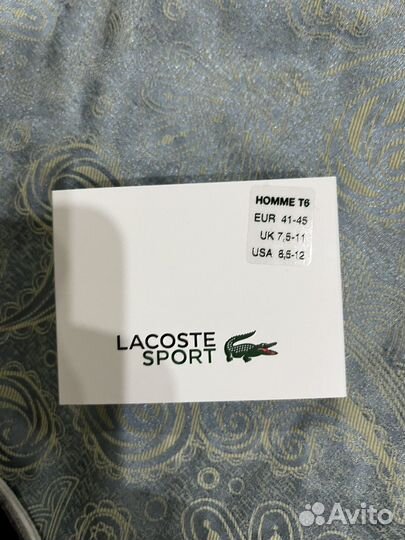 HOMME T6
EUR 41-45
UK 7,5-11
USA 8,5-12
LACOSTE
SPORT
Avito